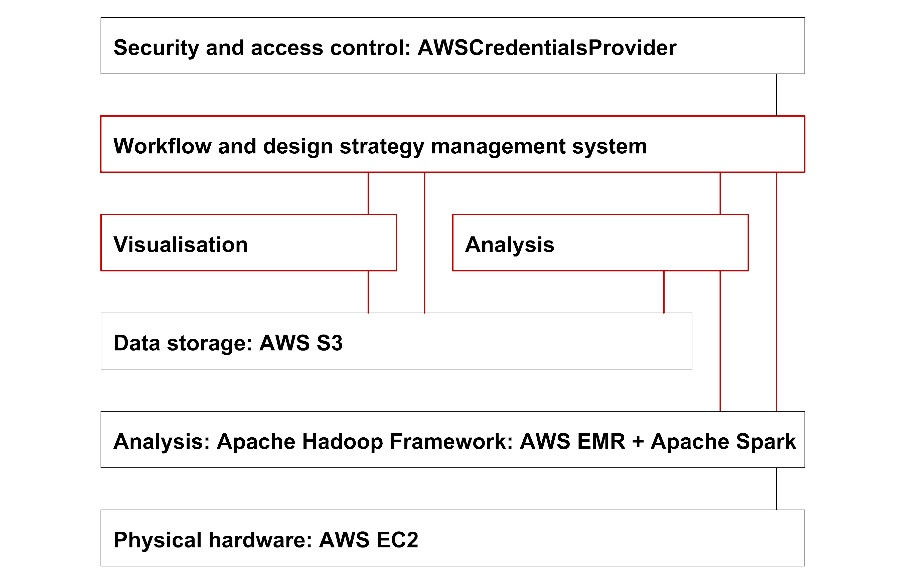 Security and access control: AWSCredentialsProvider
Workflow and design strategy management system
Visualisation
Analysis
Data storage: AWS S3
Analysis: Apache Hadoop Framework: AWS EMR + Apache Spark
Physical hardware: AWS EC2